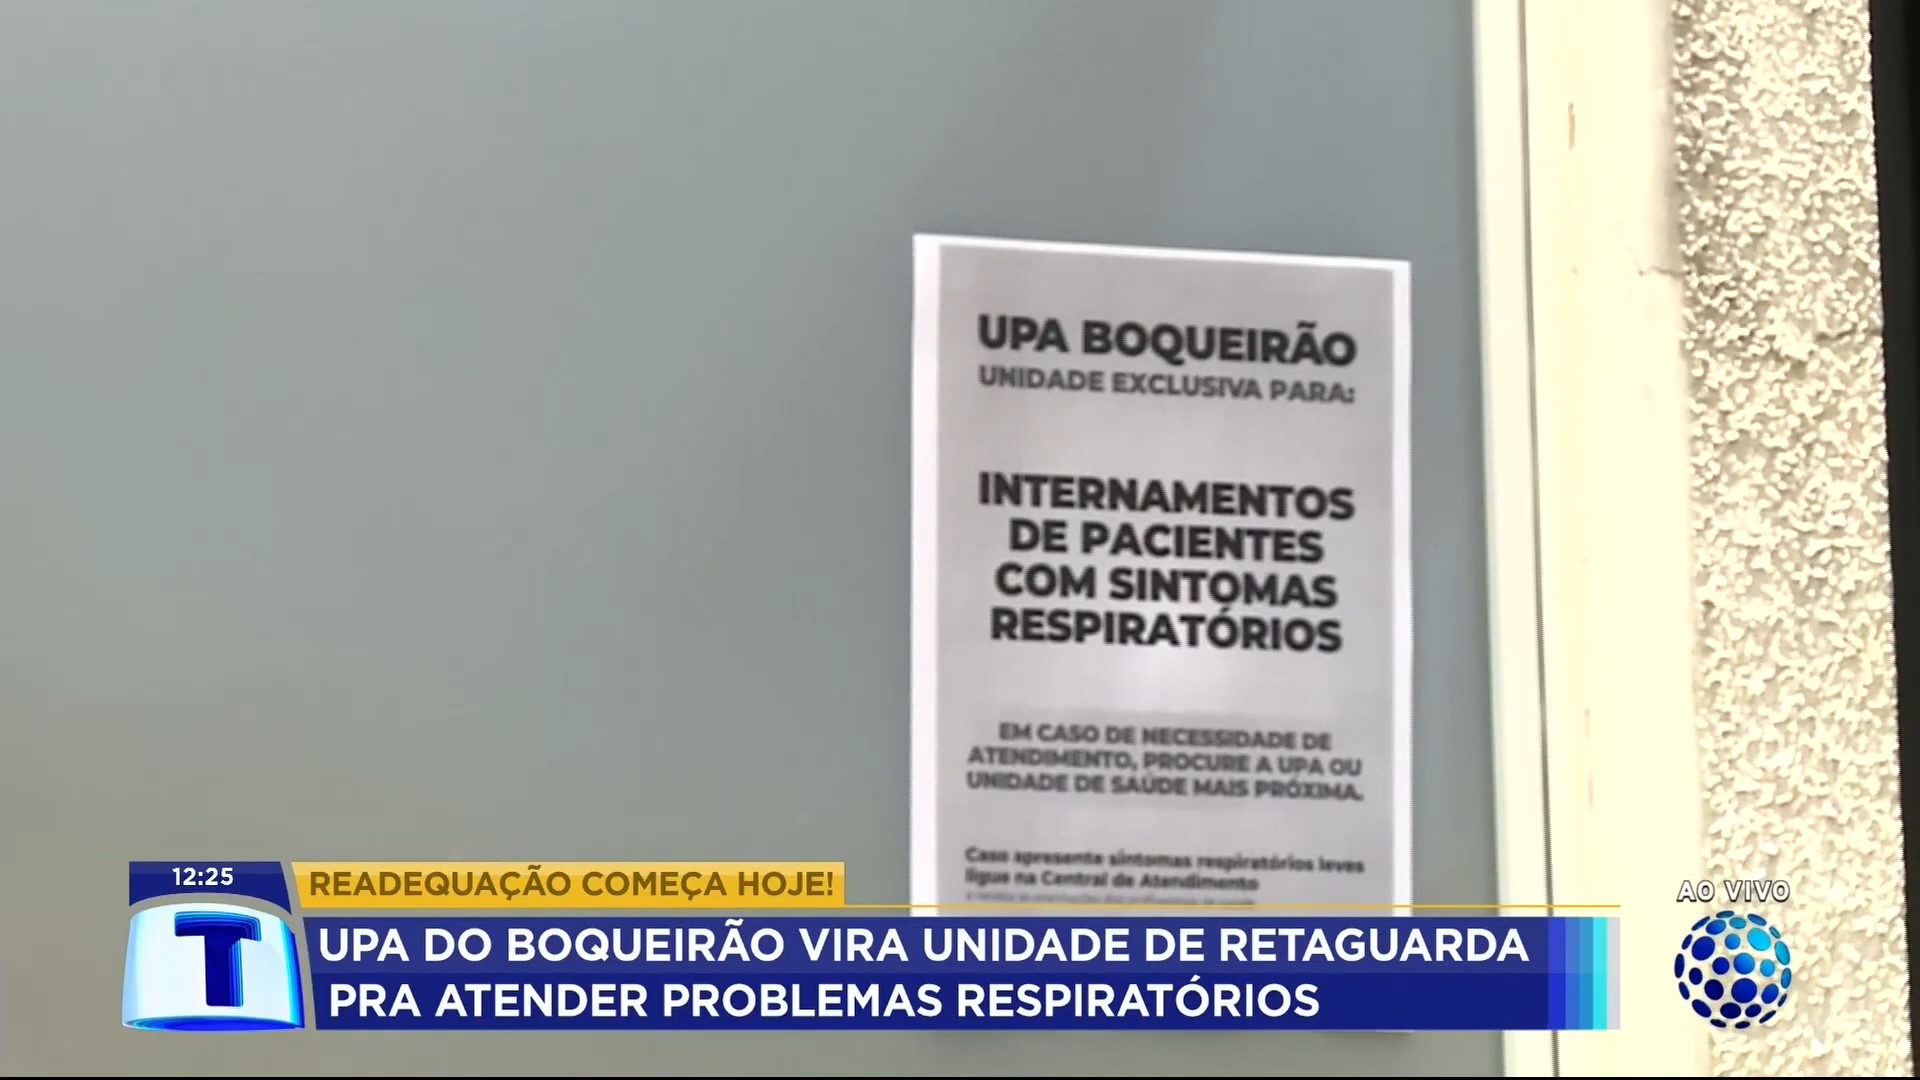 UPA BOQUEIRÃO
UNIDADE EXCLUSIVA PARA:
INTERNAMENTOS
DE PACIENTES
COM SINTOMAS
RESPIRATÓRIOS
EM CASO DE NECESSIDADE DE
ATENDIMENTO, PROCURE A UPA OU
UNIDADE DE SAÚDE MAIS PRÓXIMA.
Caso apresente sintomas respiratórios leves
ligue na Central de Atendimento
12:25
READEQUAÇÃO COMEÇA HOJE!
T
UPA DO BOQUEIRÃO VIRA UNIDADE DE RETAGUARDA
PRA ATENDER PROBLEMAS RESPIRATÓRIOS
AO VIVO